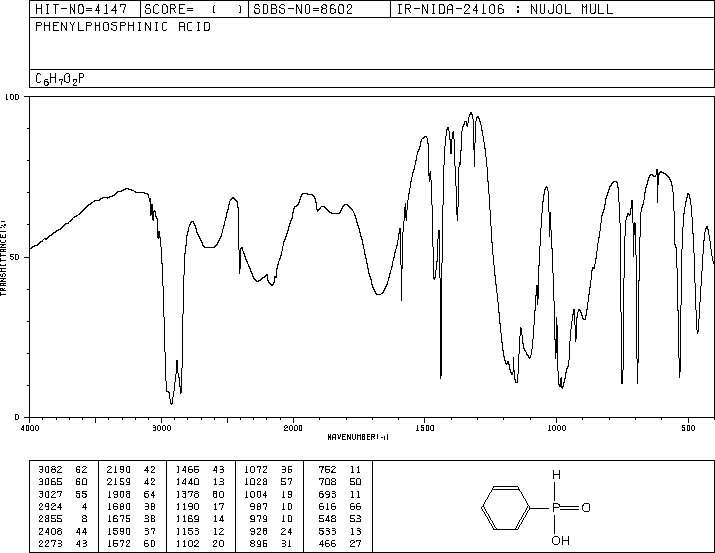 HIT-NO=4147 SCORE= ( ) SDBS-NO=8602 IR-NIDA-24106 : NUJOL MULL
PHENYLPHOSPHINIC ACID
C6H7O2P
100
50
0
TRANSMITTANCE(%)
4000 3000 2000 1500 1000 500
WAVENUMBER(-1)
3082 62 2190 42 1466 43 1072 36 752 11
3065 60 2159 42 1440 13 1028 57 708 50
3027 55 1908 64 1378 60 1004 19 693 11
2924 4 1680 38 1190 17 987 10 616 66
2855 8 1675 38 1169 14 979 10 548 53
2408 44 1590 37 1153 12 928 24 533 13
2273 43 1572 60 1102 20 896 31 466 27
H
P O
OH